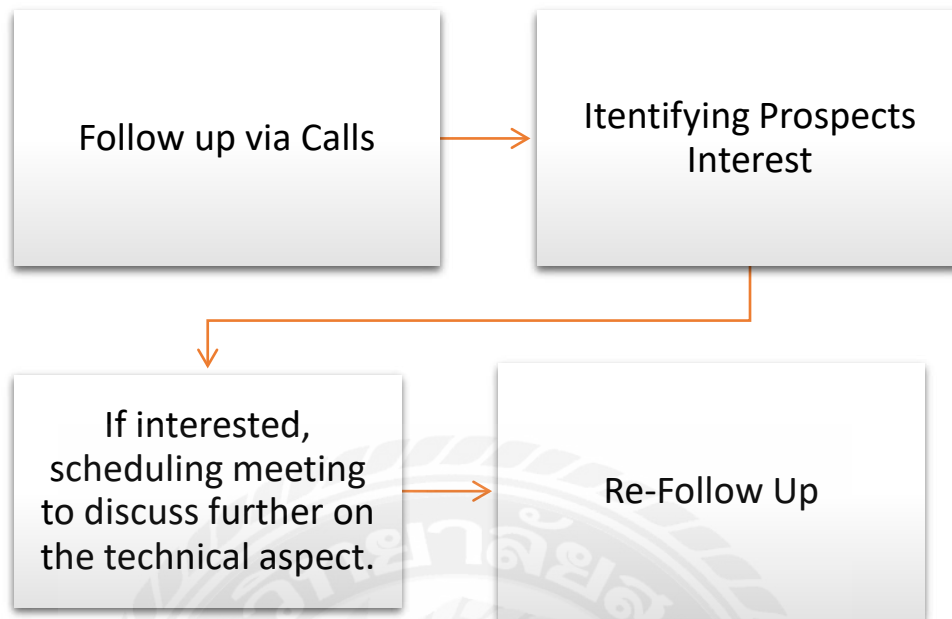 Follow up via Calls
Itentifying Prospects
Interest
If interested,
scheduling meeting
to discuss further on
the technical aspect.
Re-Follow Up